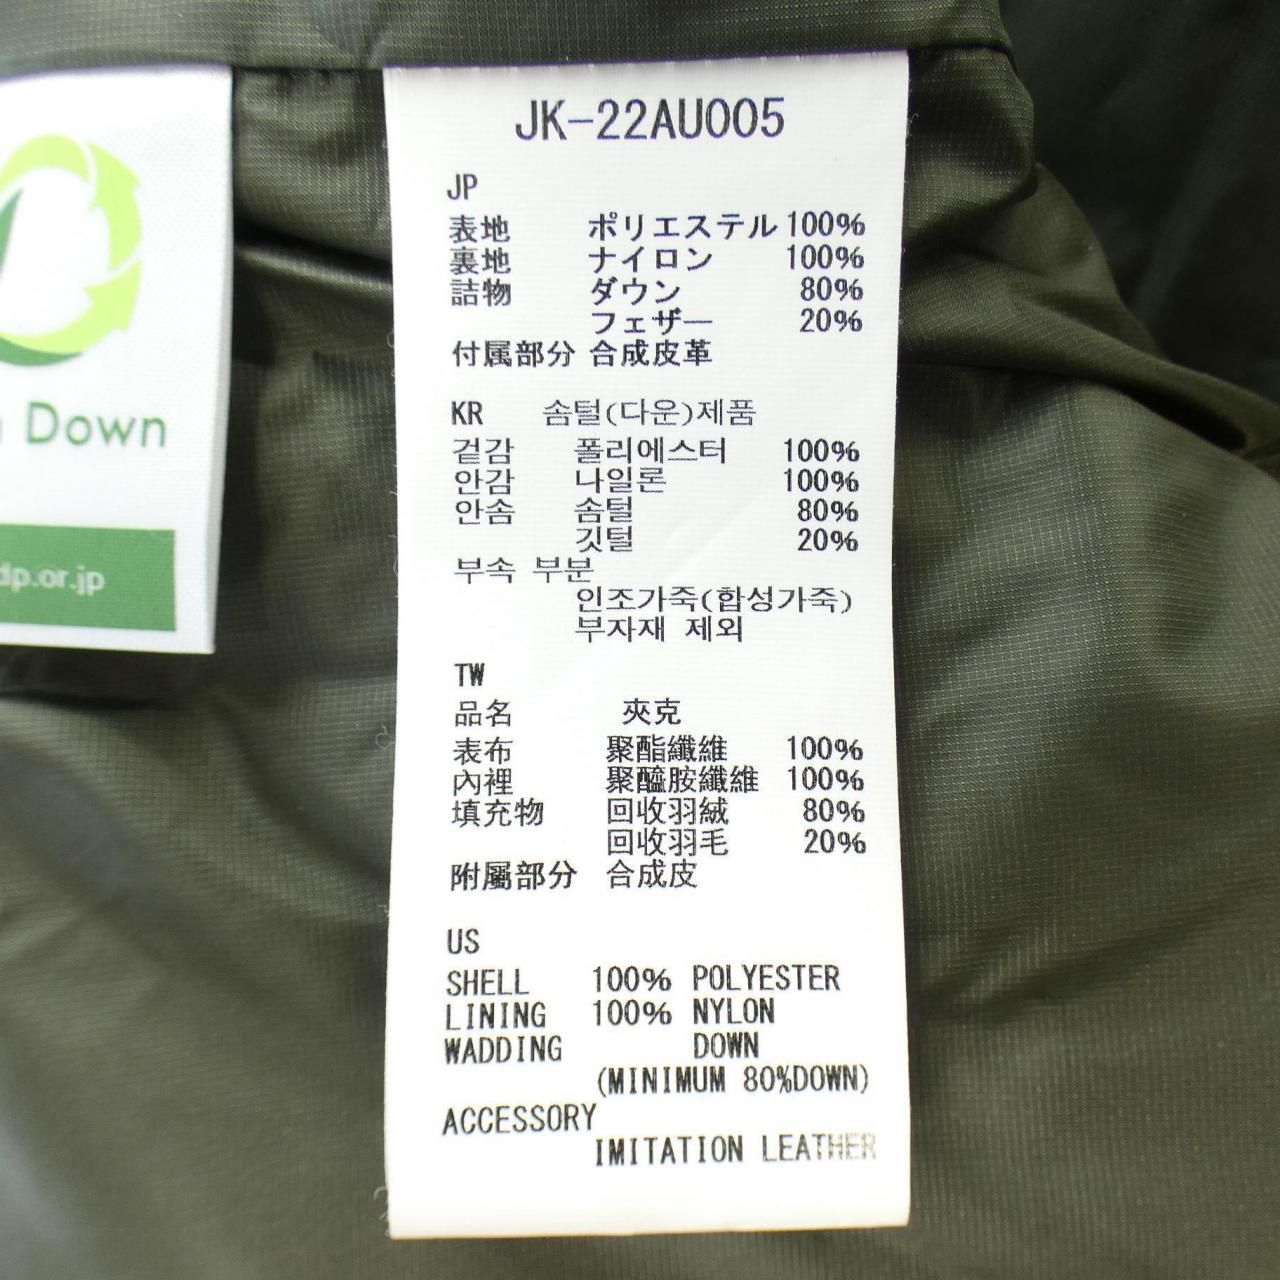 Down
dp.or.jp
JK-22AU005
JP
表地 ポリエステル 100%
裏地 ナイロン 100%
詰物 ダウン 80%
フェザー 20%
付属部分 合成皮革
KR 솜털(다운)제품
겉감 폴리에스터 100%
안감 나일론 100%
안솜 솜털 80%
깃털 20%
부속 부분
인조가죽(합성가죽)
부자재 제외
TW
品名 夾克
表布 聚酯纖維 100%
內裡 聚醯胺纖維 100%
填充物 回收羽絨 80%
回收羽毛 20%
附屬部分 合成皮
US
SHELL 100% POLYESTER
LINING 100% NYLON
WADDING DOWN
(MINIMUM 80%DOWN)
ACCESSORY
IMITATION LEATHER